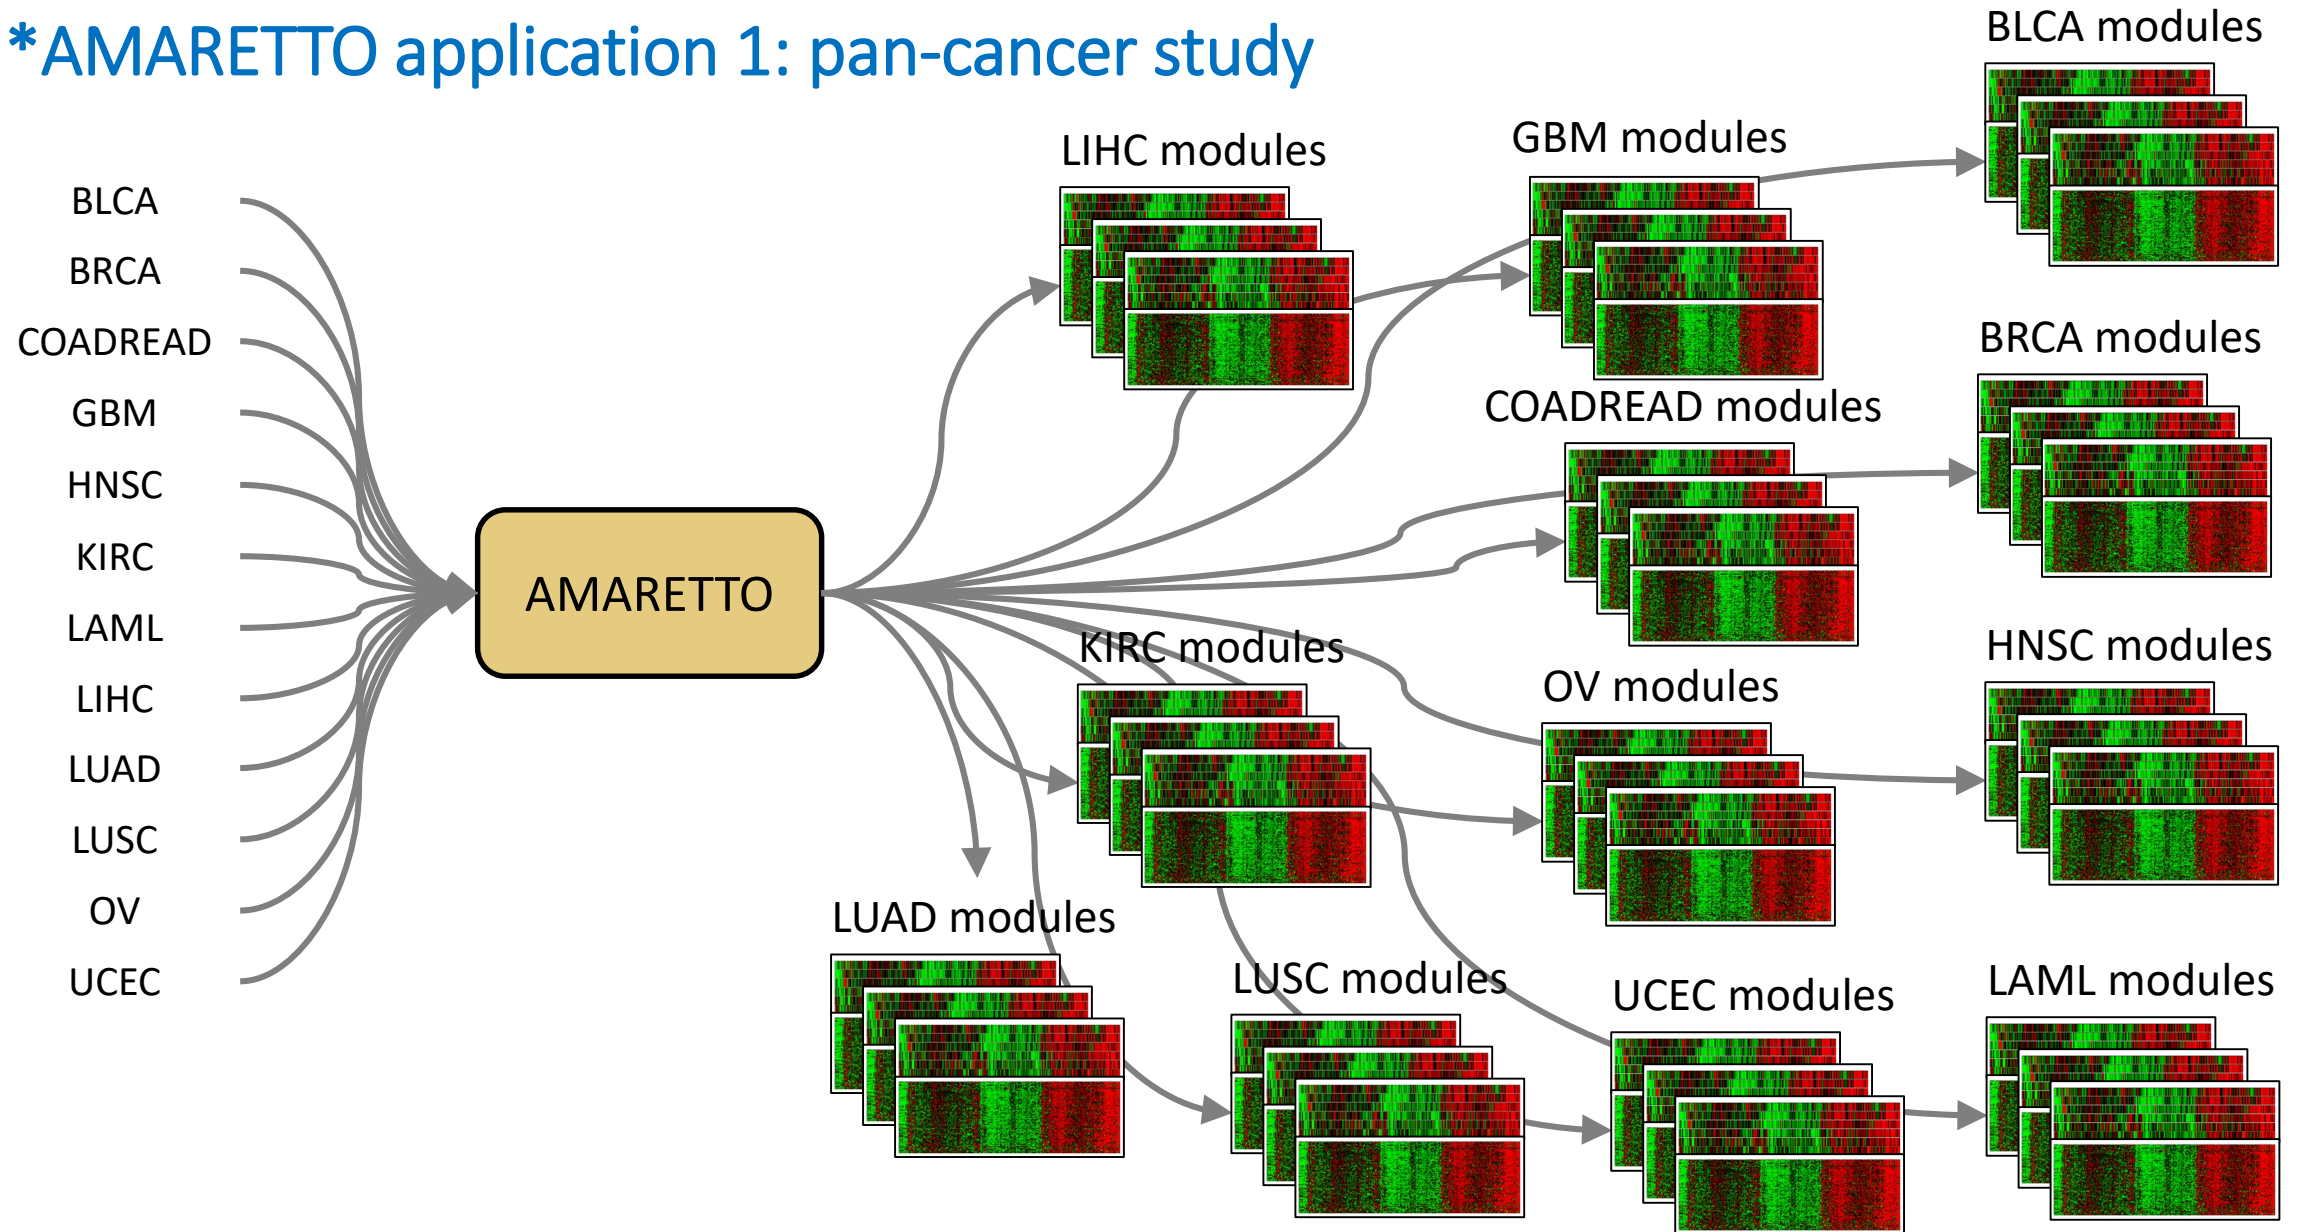 *AMARETTO application 1: pan-cancer study
BLCA
BRCA
COADREAD
GBM
HNSC
KIRC
LAML
LIHC
LUAD
LUSC
OV
UCEC
AMARETTO
LIHC modules
GBM modules
BLCA modules
COADREAD modules
BRCA modules
KIRC modules
OV modules
HNSC modules
LUAD modules
LUSC modules
UCEC modules
LAML modules